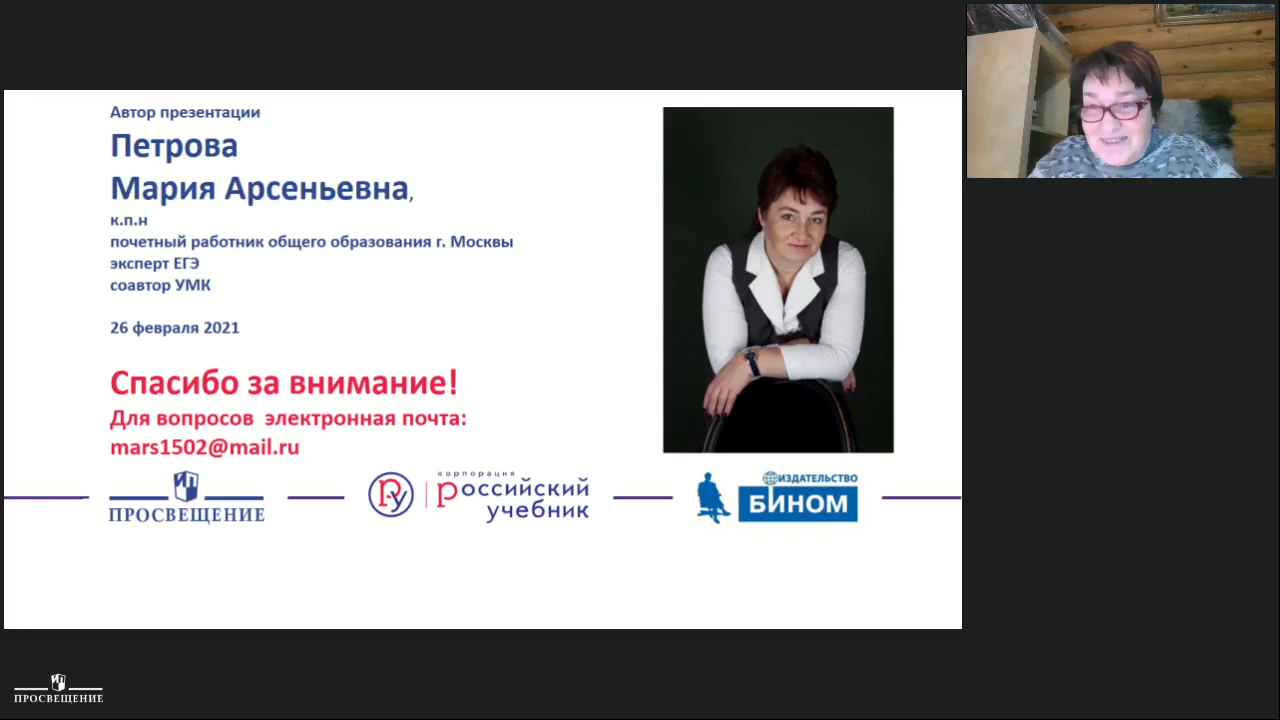 Автор презентации
Петрова
Мария Арсеньевна,
к.п.н
почетный работник общего образования г. Москвы
эксперт ЕГЭ
соавтор УМК
26 февраля 2021
Спасибо за внимание!
Для вопросов электронная почта:
mars1502@mail.ru
ПРОСВЕЩЕНИЕ
корпорация
российский
учебник
ИЗДАТЕЛЬСТВО
БИНОМ
ПРОСВЕЩЕНИЕ